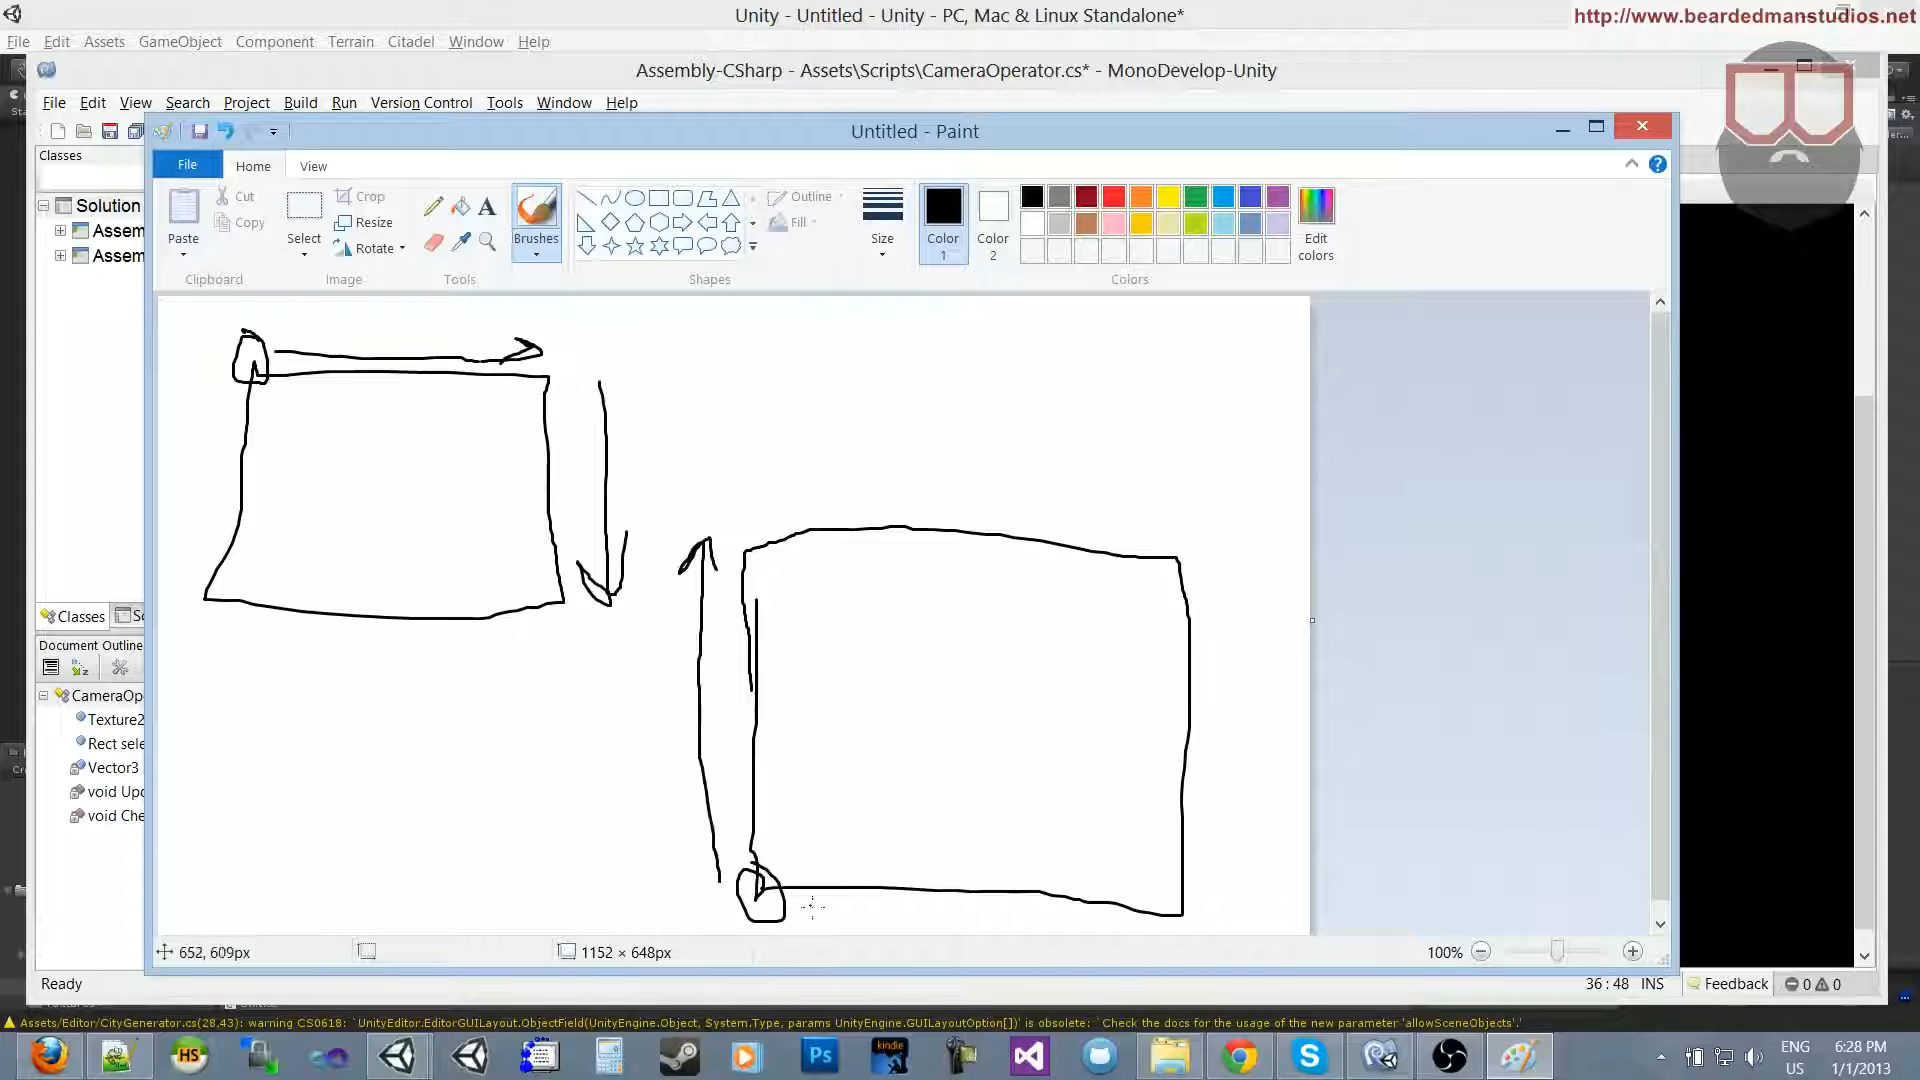 Unity - Untitled - Unity - PC, Mac & Linux Standalone*
http://www.beardedmanstudios.net
File Edit Assets GameObject Component Terrain Citadel Window Help
Assembly-CSharp - Assets\Scripts\CameraOperator.cs* - MonoDevelop-Unity
File Edit View Search Project Build Run Version Control Tools Window Help
Untitled - Paint
Classes
File Home View
Cut
Copy
Paste
Clipboard
Crop
Resize
Rotate
Select
Image
Tools
Brushes
Outline
Fill
Shapes
Size
Color 1
Color 2
Edit colors
Colors
Solution
Assem
Assem
Classes
Document Outline
CameraOp
Texture2
Rect sele
Vector3
void Upd
void Che
652, 609px
1152 × 648px
100%
Ready
36 : 48 INS Feedback 0 0
Assets/Editor/CityGenerator.cs(28,43): warning CS0618: `UnityEditor.EditorGUILayout.ObjectField(UnityEngine.Object, System.Type, params UnityEngine.GUILayoutOption[])' is obsolete: `Check the docs for the usage of the new parameter 'allowSceneObjects'.'
HS
Ps
kindle
ENG
US
6:28 PM
1/1/2013